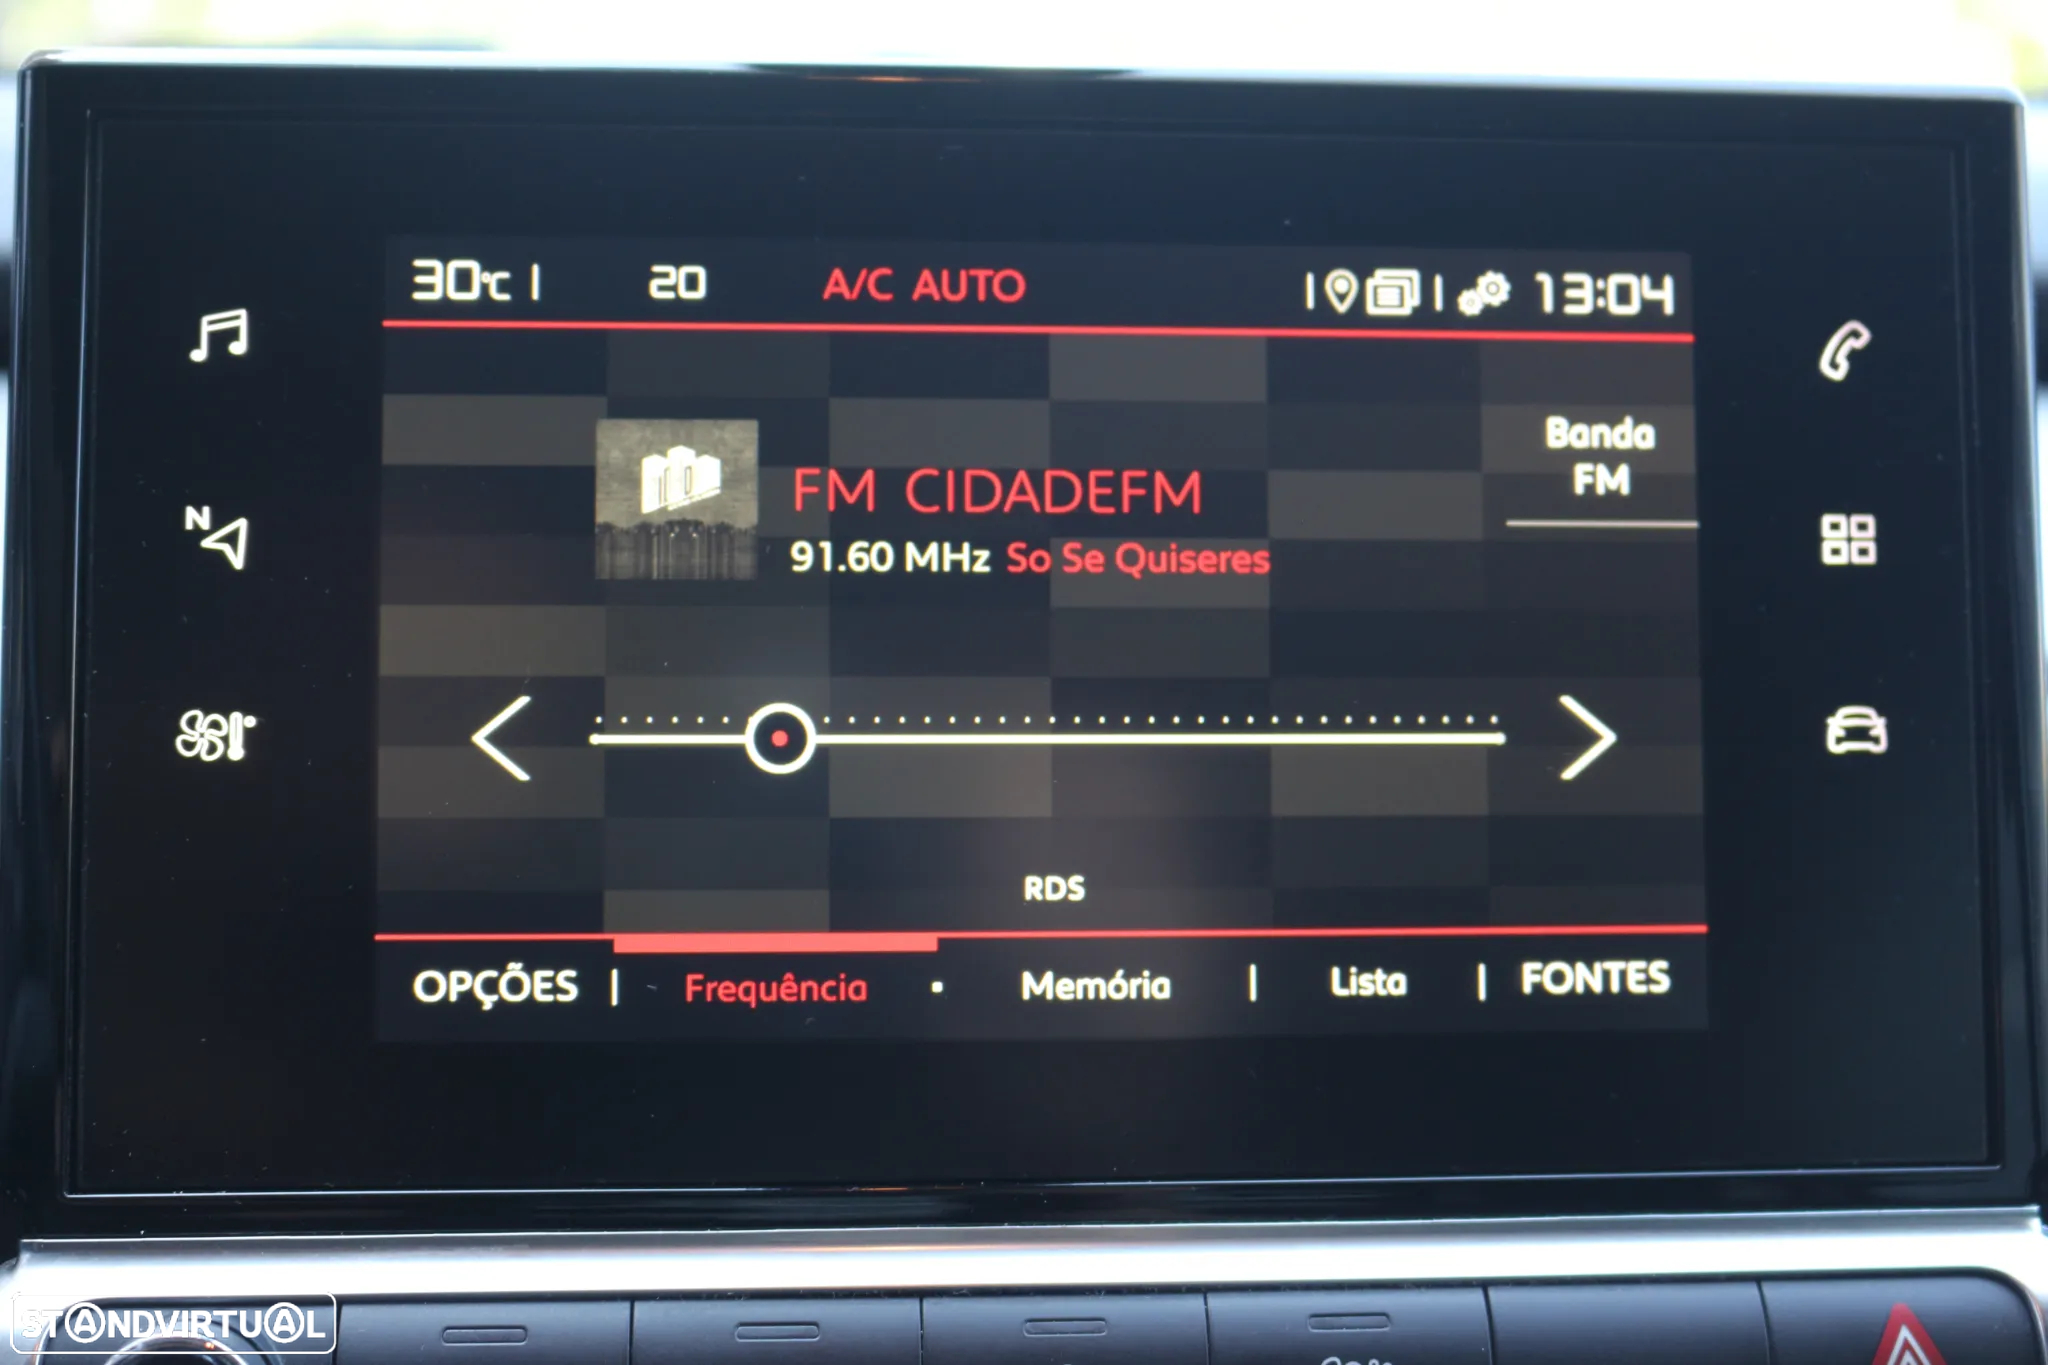 30°C | 20 A/C AUTO 13:04
Banda
FM
FM CIDADEFM
91.60 MHz So Se Quiseres
N
RDS
OPÇÕES | Frequência • Memória | Lista | FONTES
STANDVIRTUAL